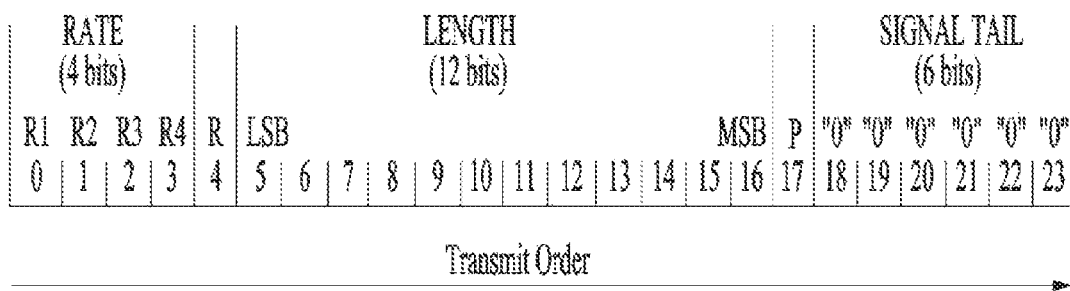 RATE LENGTH SIGNAL TAIL
(4 bits) (12 bits) (6 bits)
R1 R2 R3 R4 R LSB MSB P "0" "0" "0" "0" "0" "0"
0 1 2 3 4 5 6 7 8 9 10 11 12 13 14 15 16 17 18 19 20 21 22 23
Transmit Order